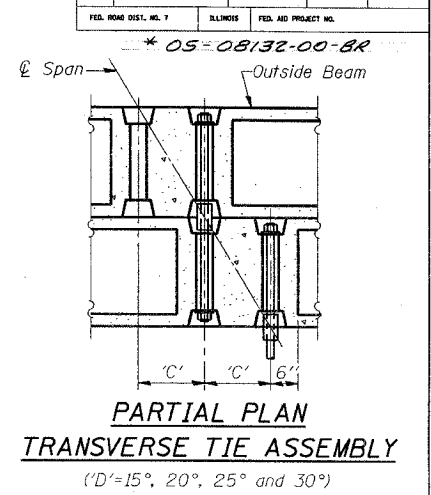 FED. ROAD DIST. NO. 7 ILLINOIS FED. AID PROJECT NO.
* 05-08132-00-BR
℄ Span
Outside Beam
'C' 'C' 6"
PARTIAL PLAN
TRANSVERSE TIE ASSEMBLY
('D'=15°, 20°, 25° and 30°)